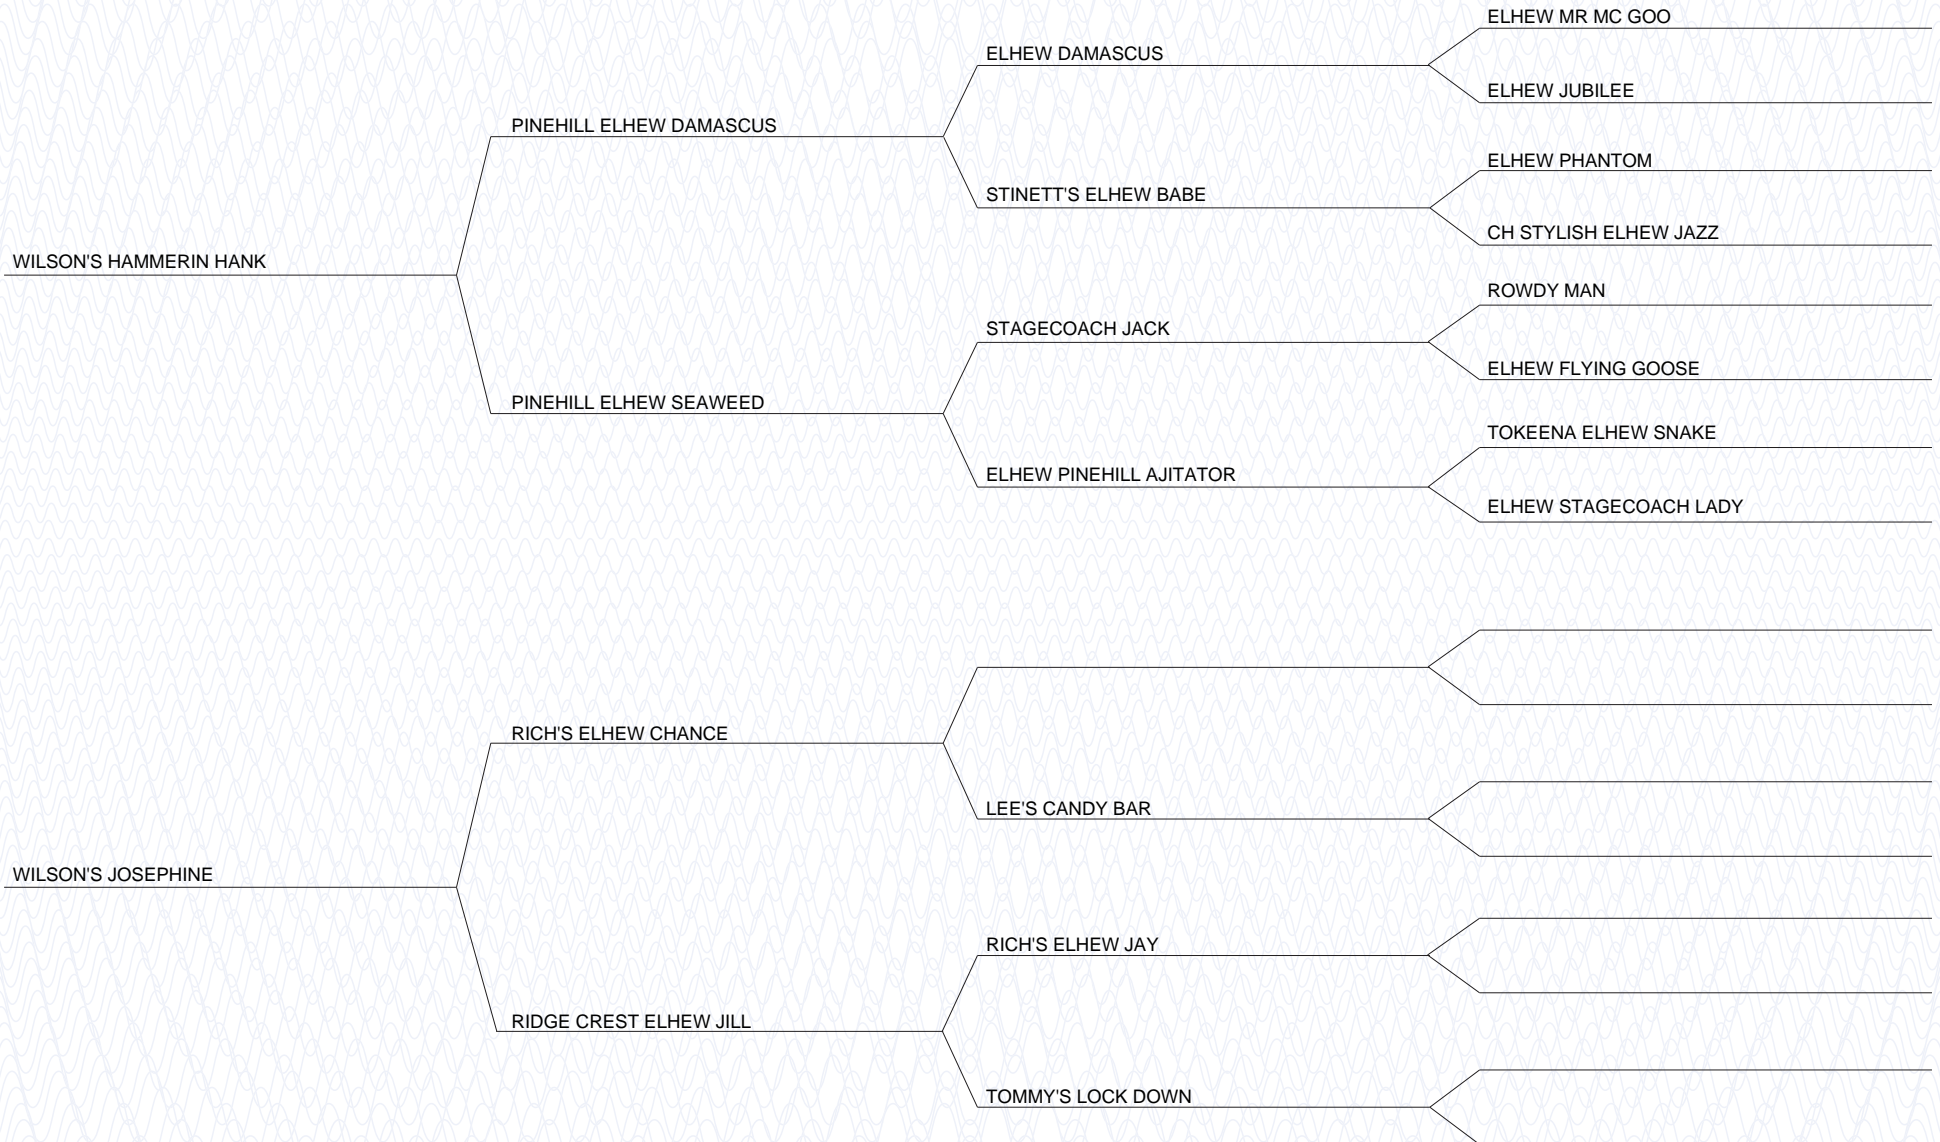 ELHEW MR MC GOO
ELHEW DAMASCUS
ELHEW JUBILEE
PINEHILL ELHEW DAMASCUS
ELHEW PHANTOM
STINETT'S ELHEW BABE
CH STYLISH ELHEW JAZZ
WILSON'S HAMMERIN HANK
ROWDY MAN
STAGECOACH JACK
ELHEW FLYING GOOSE
PINEHILL ELHEW SEAWEED
TOKEENA ELHEW SNAKE
ELHEW PINEHILL AJITATOR
ELHEW STAGECOACH LADY
RICH'S ELHEW CHANCE
LEE'S CANDY BAR
WILSON'S JOSEPHINE
RICH'S ELHEW JAY
RIDGE CREST ELHEW JILL
TOMMY'S LOCK DOWN